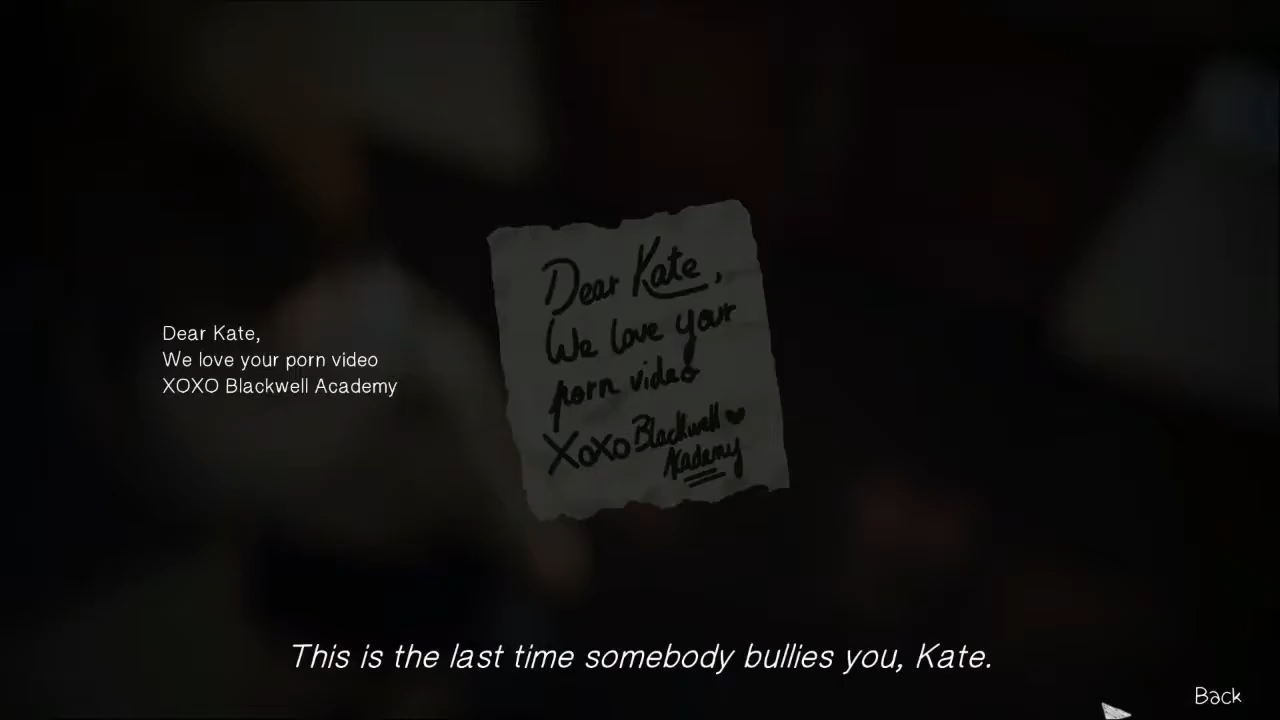 Dear Kate,
We love your
porn video
XoXo Blackwell ♥
Academy
Dear Kate,
We love your porn video
XOXO Blackwell Academy
This is the last time somebody bullies you, Kate.
Back